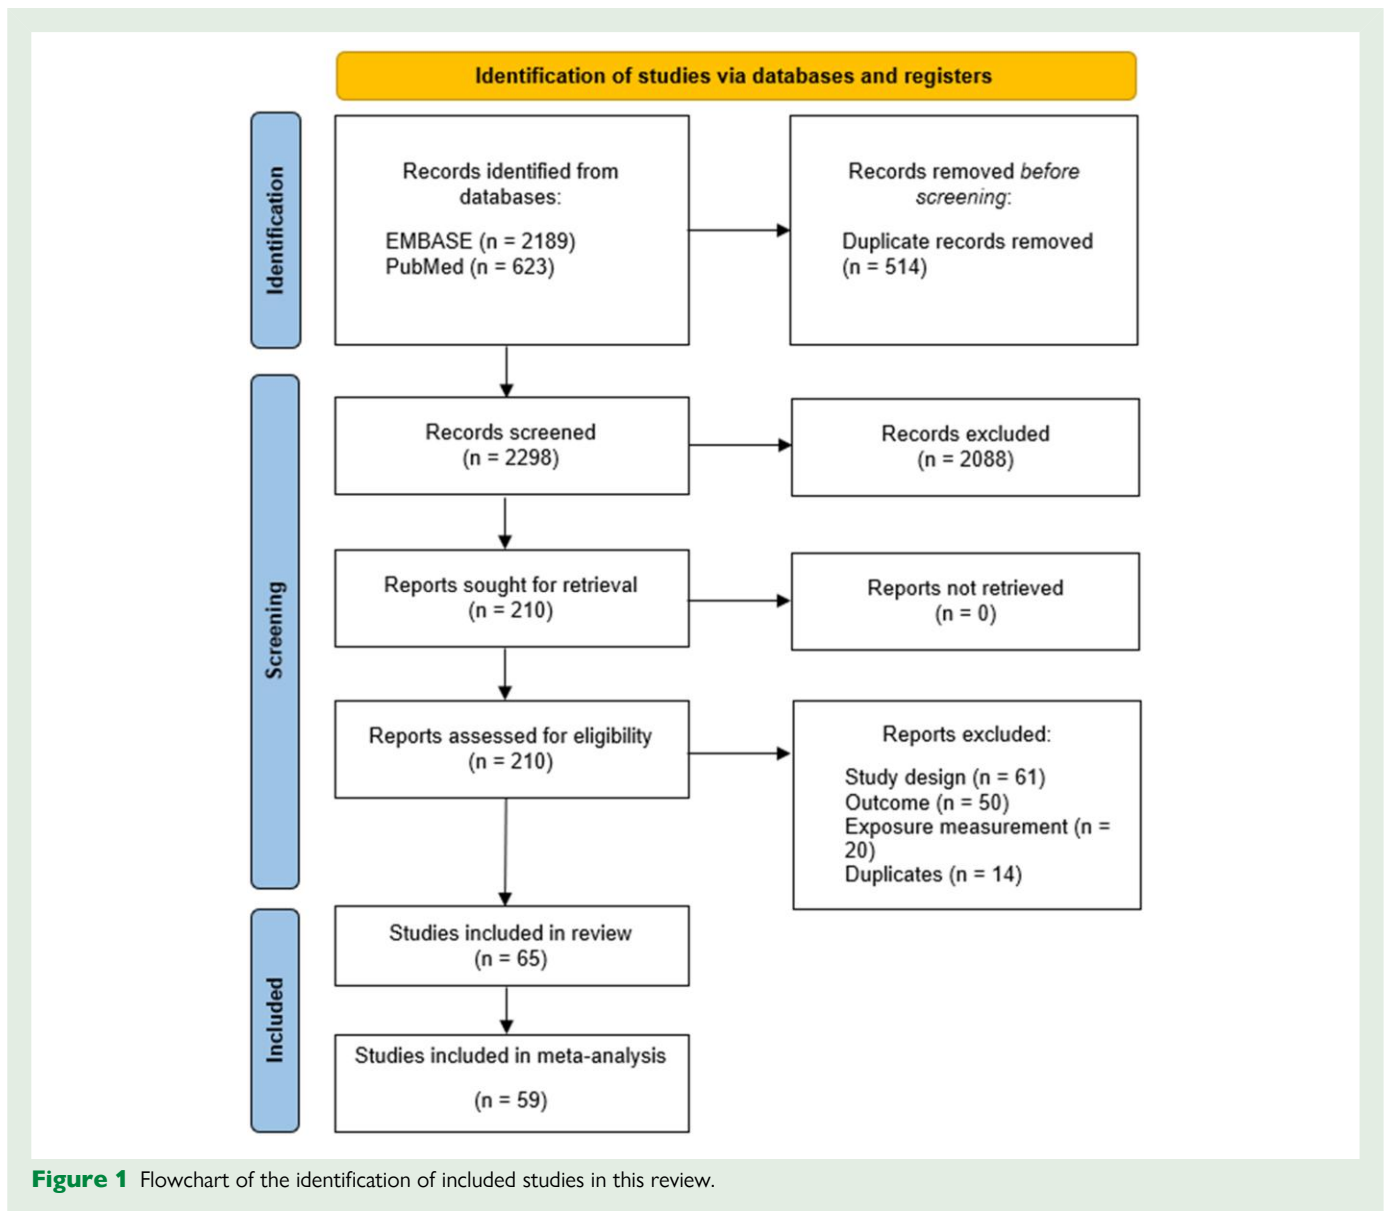 Identification of studies via databases and registers
Identification
Records identified from
databases:
EMBASE (n = 2189)
PubMed (n = 623)
Records removed before
screening:
Duplicate records removed
(n = 514)
Screening
Records screened
(n = 2298)
Records excluded
(n = 2088)
Reports sought for retrieval
(n = 210)
Reports not retrieved
(n = 0)
Reports assessed for eligibility
(n = 210)
Reports excluded:
Study design (n = 61)
Outcome (n = 50)
Exposure measurement (n =
20)
Duplicates (n = 14)
Included
Studies included in review
(n = 65)
Studies included in meta-analysis
(n = 59)
Figure 1 Flowchart of the identification of included studies in this review.